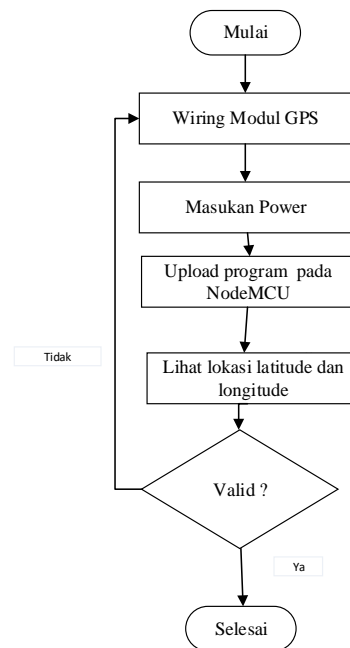 Mulai
Wiring Modul GPS
Masukan Power
Upload program pada
NodeMCU
Tidak
Lihat lokasi latitude dan
longitude
Valid ?
Ya
Selesai